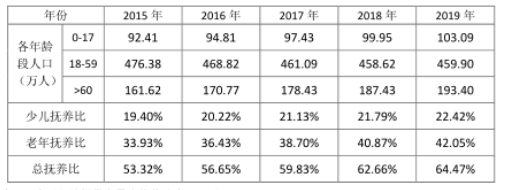 年份 2015 年 2016 年 2017 年 2018 年 2019 年
各年龄段人口（万人） 0-17 92.41 94.81 97.43 99.95 103.09
18-59 476.38 468.82 461.09 458.62 459.90
>60 161.62 170.77 178.43 187.43 193.40
少儿抚养比 19.40% 20.22% 21.13% 21.79% 22.42%
老年抚养比 33.93% 36.43% 38.70% 40.87% 42.05%
总抚养比 53.32% 56.65% 59.83% 62.66% 64.47%